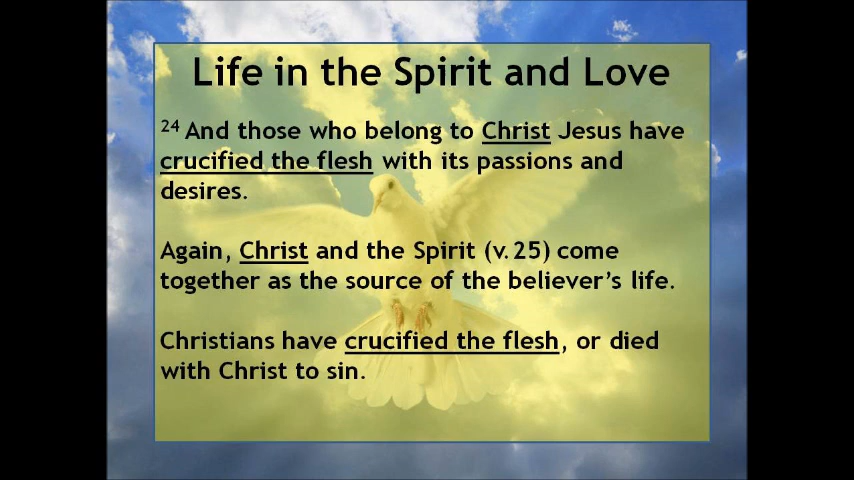 Life in the Spirit and Love
24 And those who belong to Christ Jesus have
crucified the flesh with its passions and
desires.
Again, Christ and the Spirit (v. 25) come
together as the source of the believer’s life.
Christians have crucified the flesh, or died
with Christ to sin.